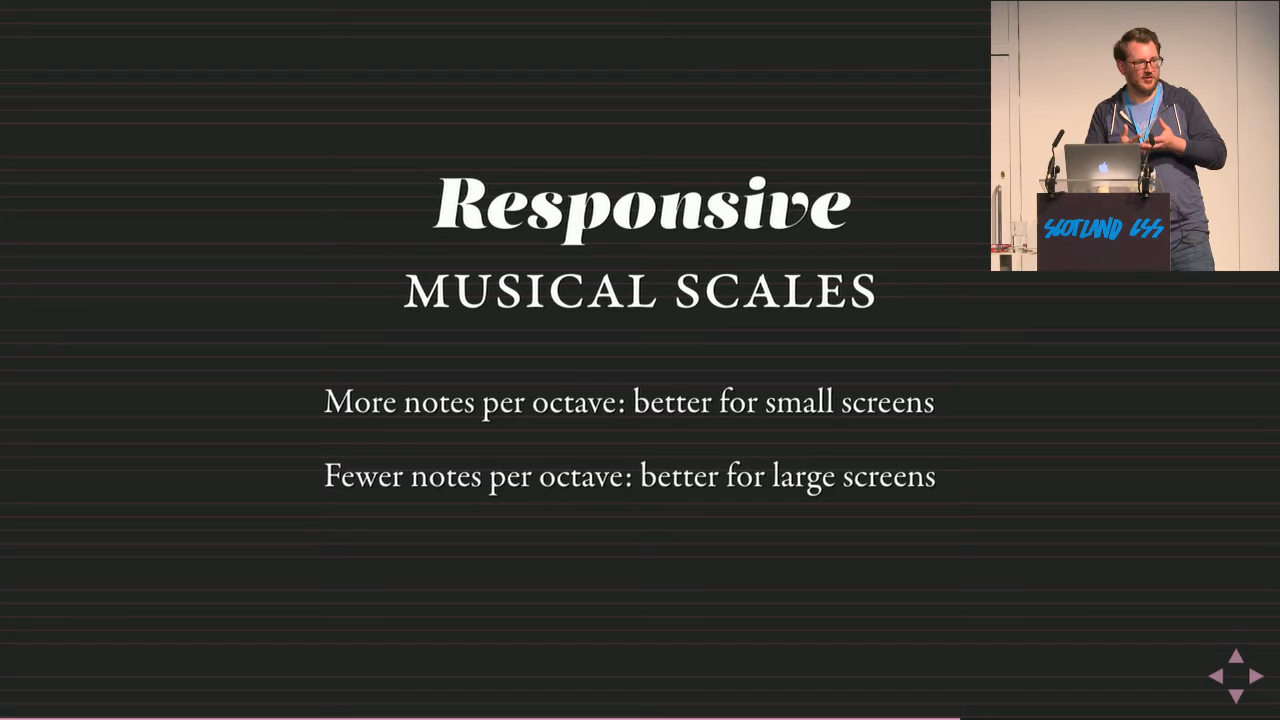 Responsive
MUSICAL SCALES
More notes per octave: better for small screens
Fewer notes per octave: better for large screens
SCOTLAND CSS